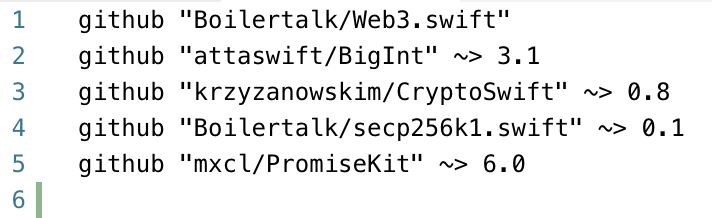 1 github "Boilertalk/Web3.swift"
2 github "attaswift/BigInt" ~> 3.1
3 github "krzyzanowskim/CryptoSwift" ~> 0.8
4 github "Boilertalk/secp256k1.swift" ~> 0.1
5 github "mxcl/PromiseKit" ~> 6.0
6